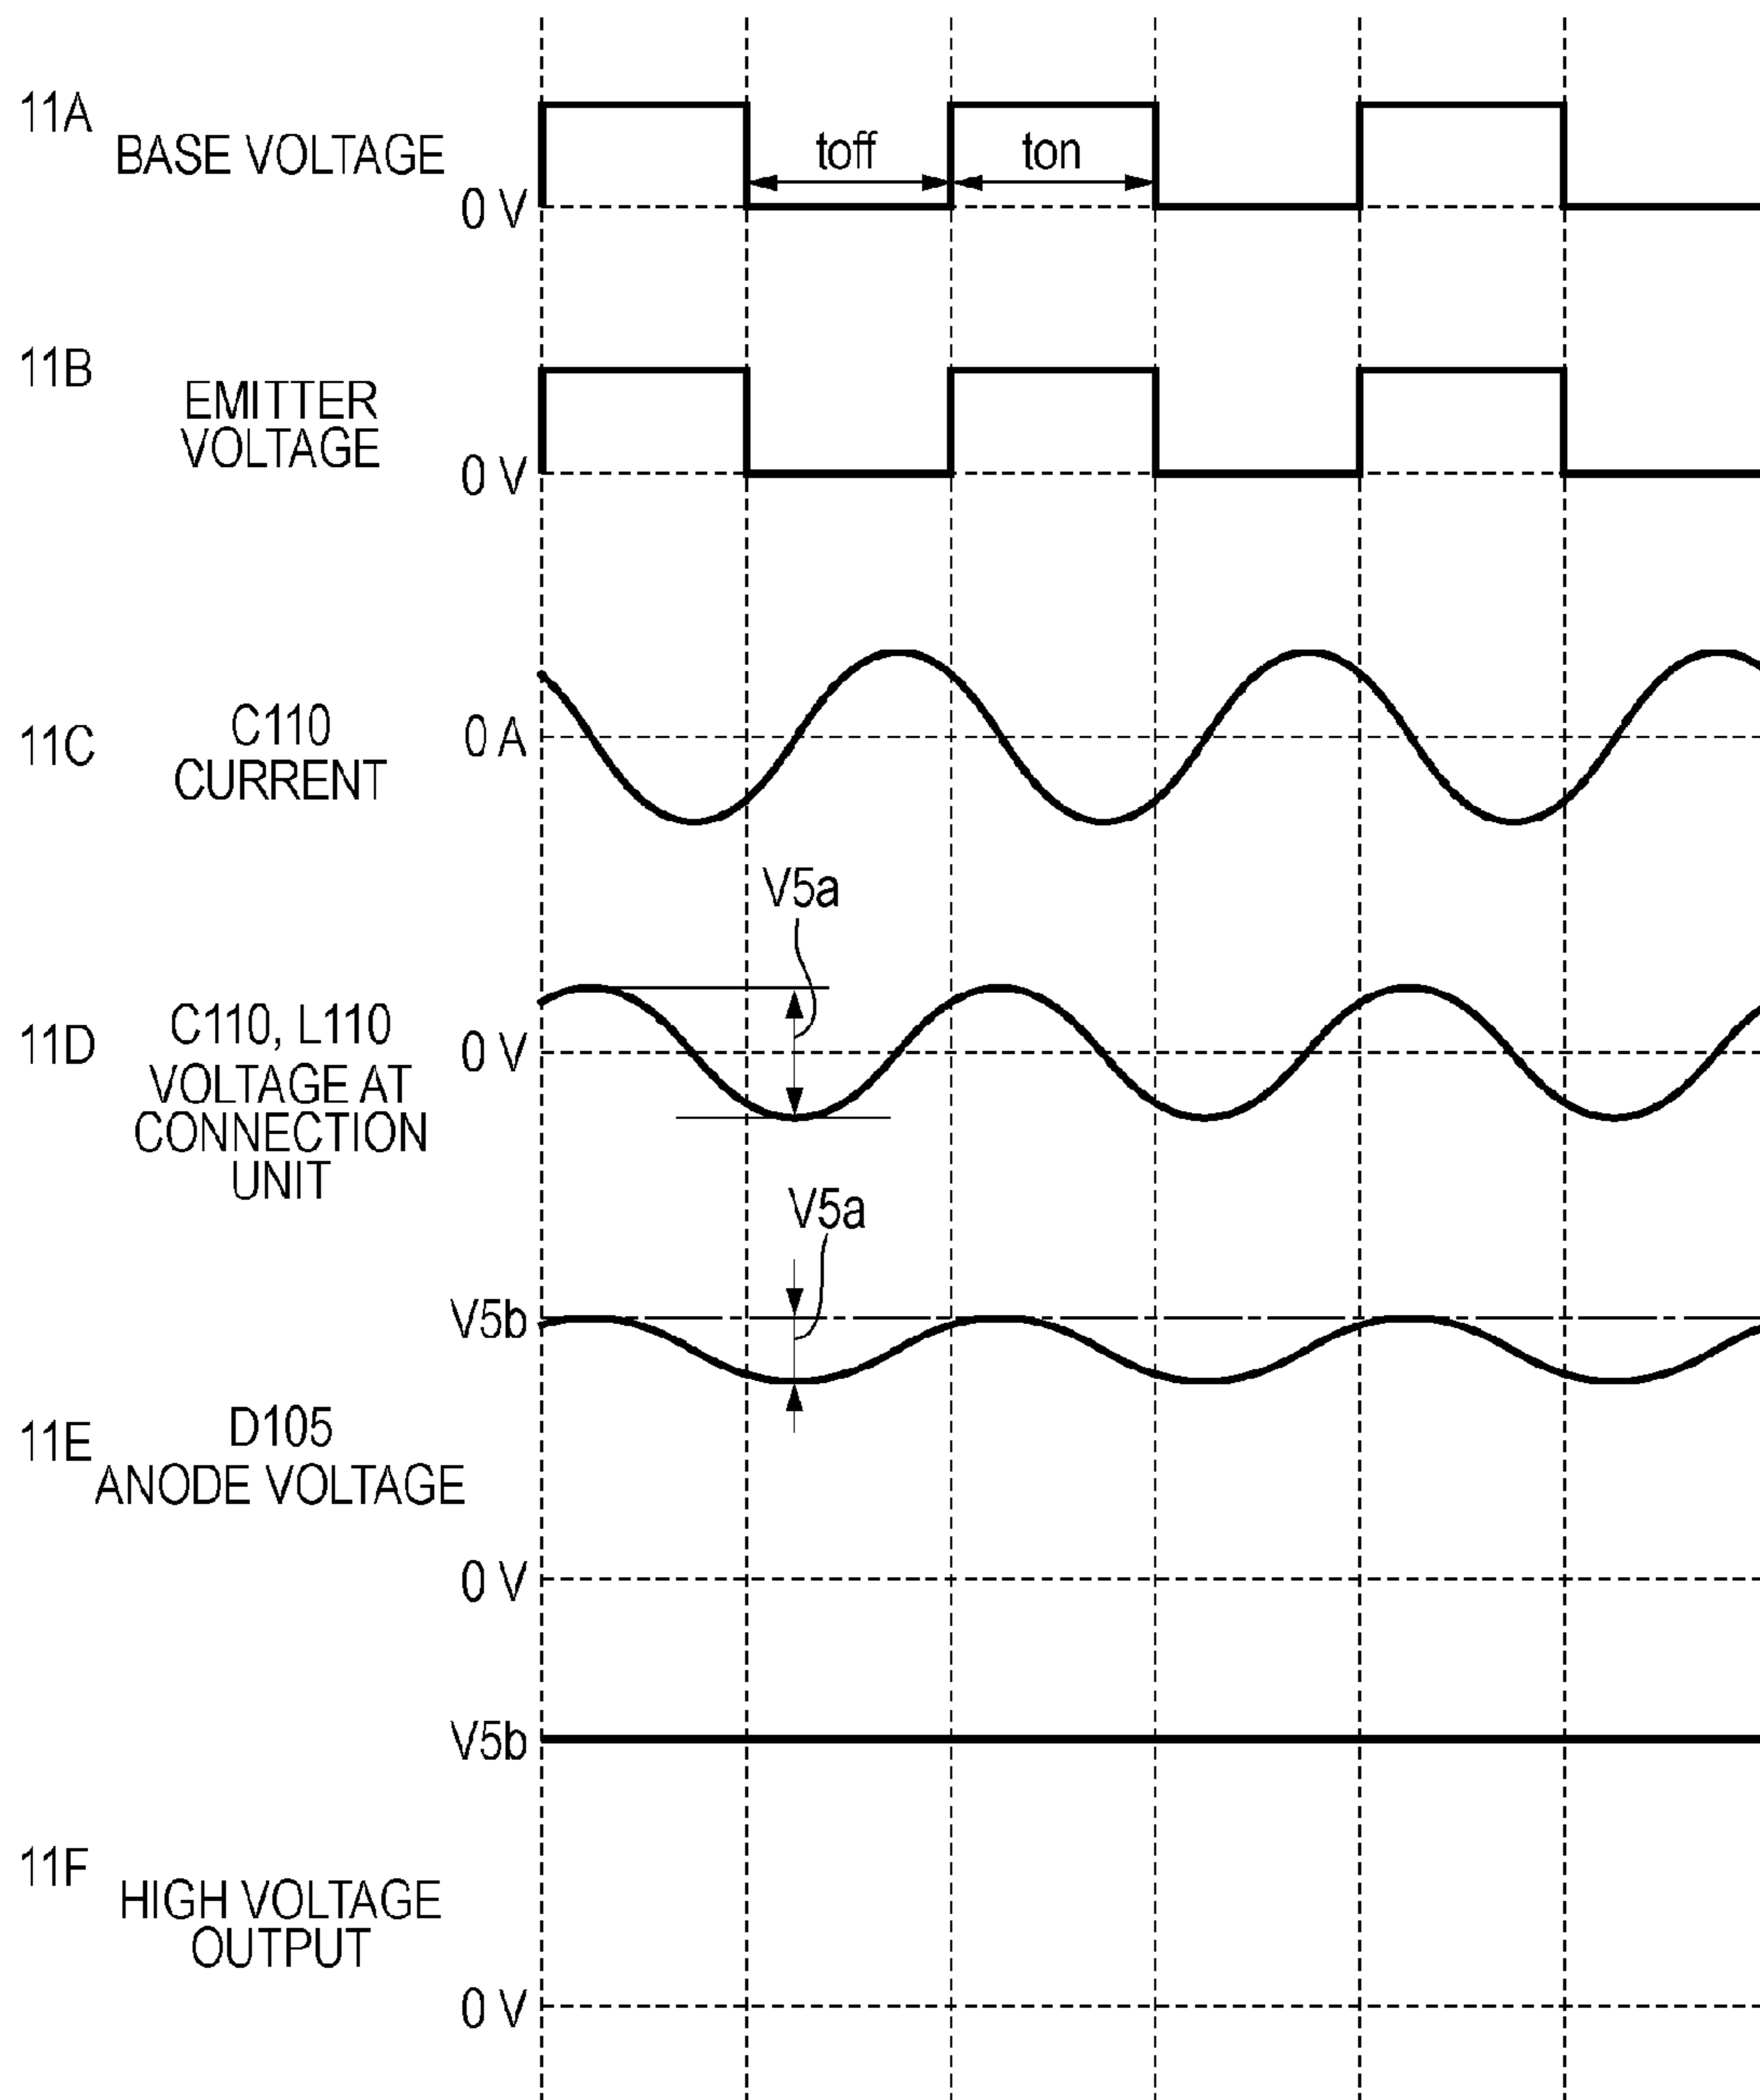 11A
BASE VOLTAGE
toff
ton
0 V
11B
EMITTER
VOLTAGE
0 V
11C
C110
CURRENT
0 A
V5a
11D
C110, L110
VOLTAGE AT
CONNECTION
UNIT
0 V
V5a
V5b
11E
D105
ANODE VOLTAGE
0 V
V5b
11F
HIGH VOLTAGE
OUTPUT
0 V